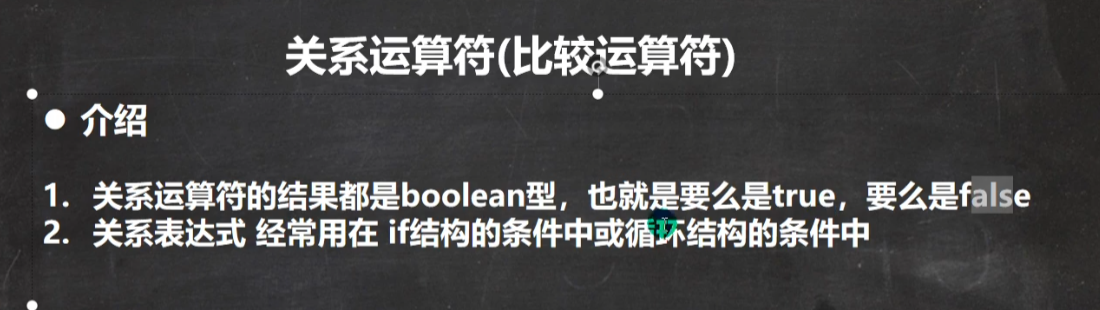 关系运算符(比较运算符)
● 介绍
1. 关系运算符的结果都是boolean型，也就是要么是true，要么是false
2. 关系表达式 经常用在 if结构的条件中或循环结构的条件中